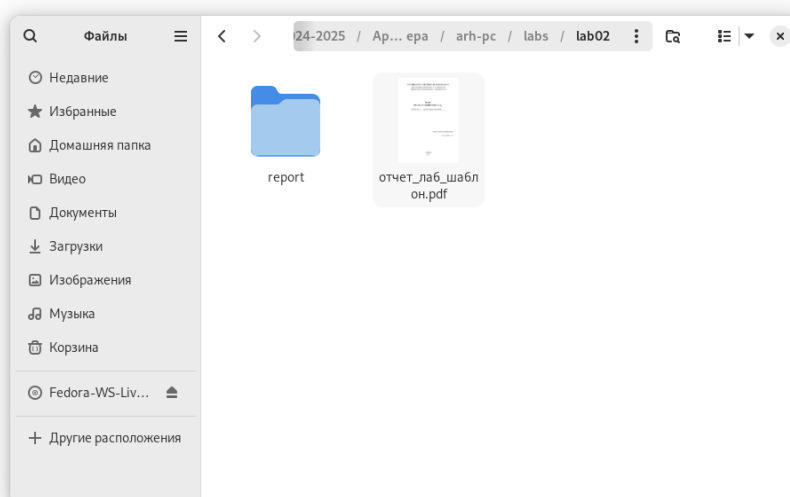 Файлы
024-2025 / Ар… ера / arh-pc / labs / lab02
Недавние
Избранные
Домашняя папка
Видео
Документы
Загрузки
Изображения
Музыка
Корзина
Fedora-WS-Liv…
Другие расположения
report
отчет_лаб_шабл
он.pdf